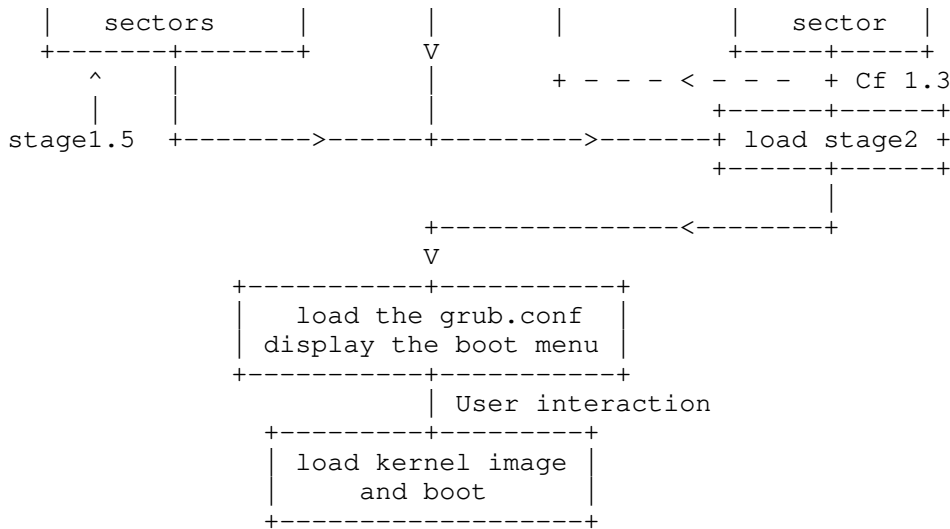 sectors sector
V
^ + - - - < - - - + Cf 1.3
stage1.5 +--------->-------+--------->-------+ load stage2 +
+---------------<--------+
V
load the grub.conf
display the boot menu
User interaction
load kernel image
and boot